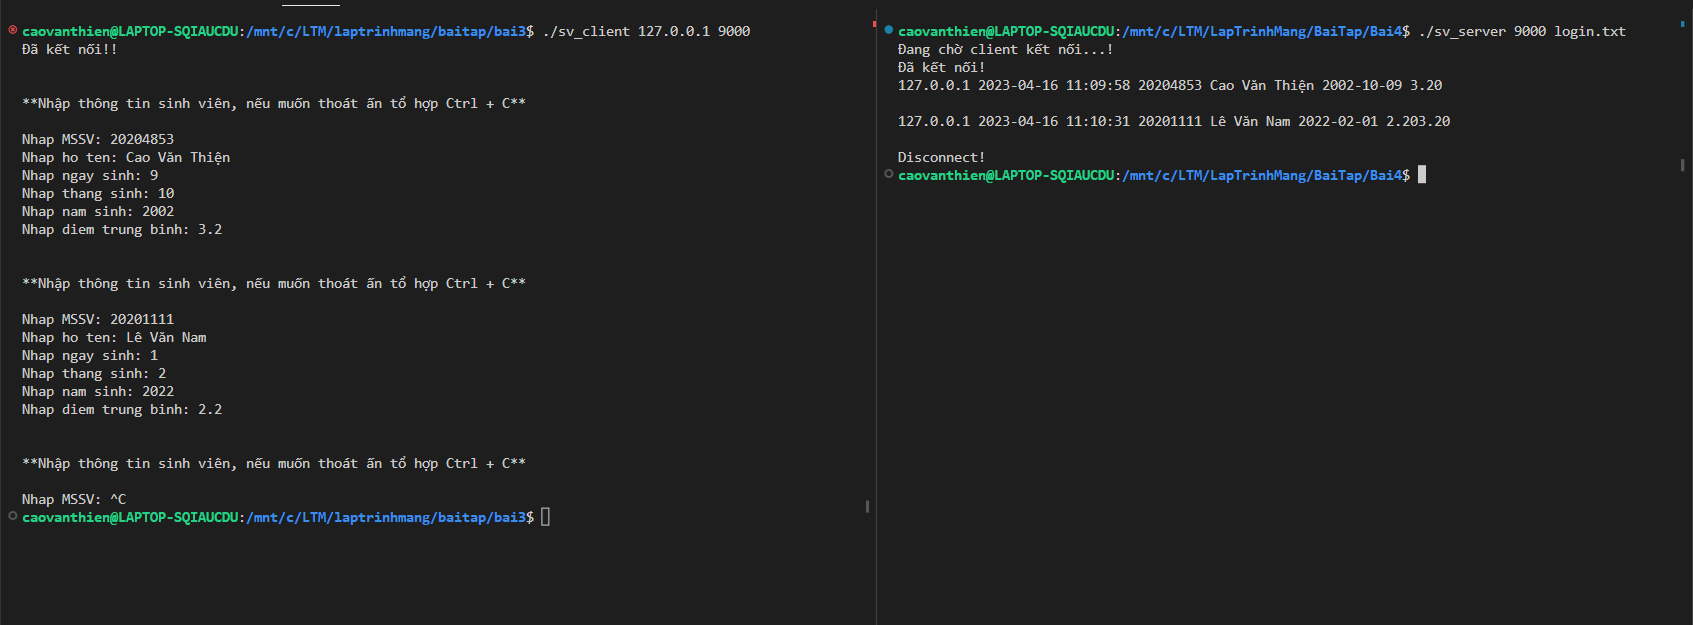 caovanthien@LAPTOP-SQIAUCDU:/mnt/c/LTM/laptrinhmang/baitap/bai3$ ./sv_client 127.0.0.1 9000
Đã kết nối!!
**Nhập thông tin sinh viên, nếu muốn thoát ấn tổ hợp Ctrl + C**
Nhap MSSV: 20204853
Nhap ho ten: Cao Văn Thiện
Nhap ngay sinh: 9
Nhap thang sinh: 10
Nhap nam sinh: 2002
Nhap diem trung binh: 3.2
**Nhập thông tin sinh viên, nếu muốn thoát ấn tổ hợp Ctrl + C**
Nhap MSSV: 20201111
Nhap ho ten: Lê Văn Nam
Nhap ngay sinh: 1
Nhap thang sinh: 2
Nhap nam sinh: 2022
Nhap diem trung binh: 2.2
**Nhập thông tin sinh viên, nếu muốn thoát ấn tổ hợp Ctrl + C**
Nhap MSSV: ^C
caovanthien@LAPTOP-SQIAUCDU:/mnt/c/LTM/laptrinhmang/baitap/bai3$
caovanthien@LAPTOP-SQIAUCDU:/mnt/c/LTM/LapTrinhMang/BaiTap/Bai4$ ./sv_server 9000 login.txt
Đang chờ client kết nối...!
Đã kết nối!
127.0.0.1 2023-04-16 11:09:58 20204853 Cao Văn Thiện 2002-10-09 3.20
127.0.0.1 2023-04-16 11:10:31 20201111 Lê Văn Nam 2022-02-01 2.203.20
Disconnect!
caovanthien@LAPTOP-SQIAUCDU:/mnt/c/LTM/LapTrinhMang/BaiTap/Bai4$